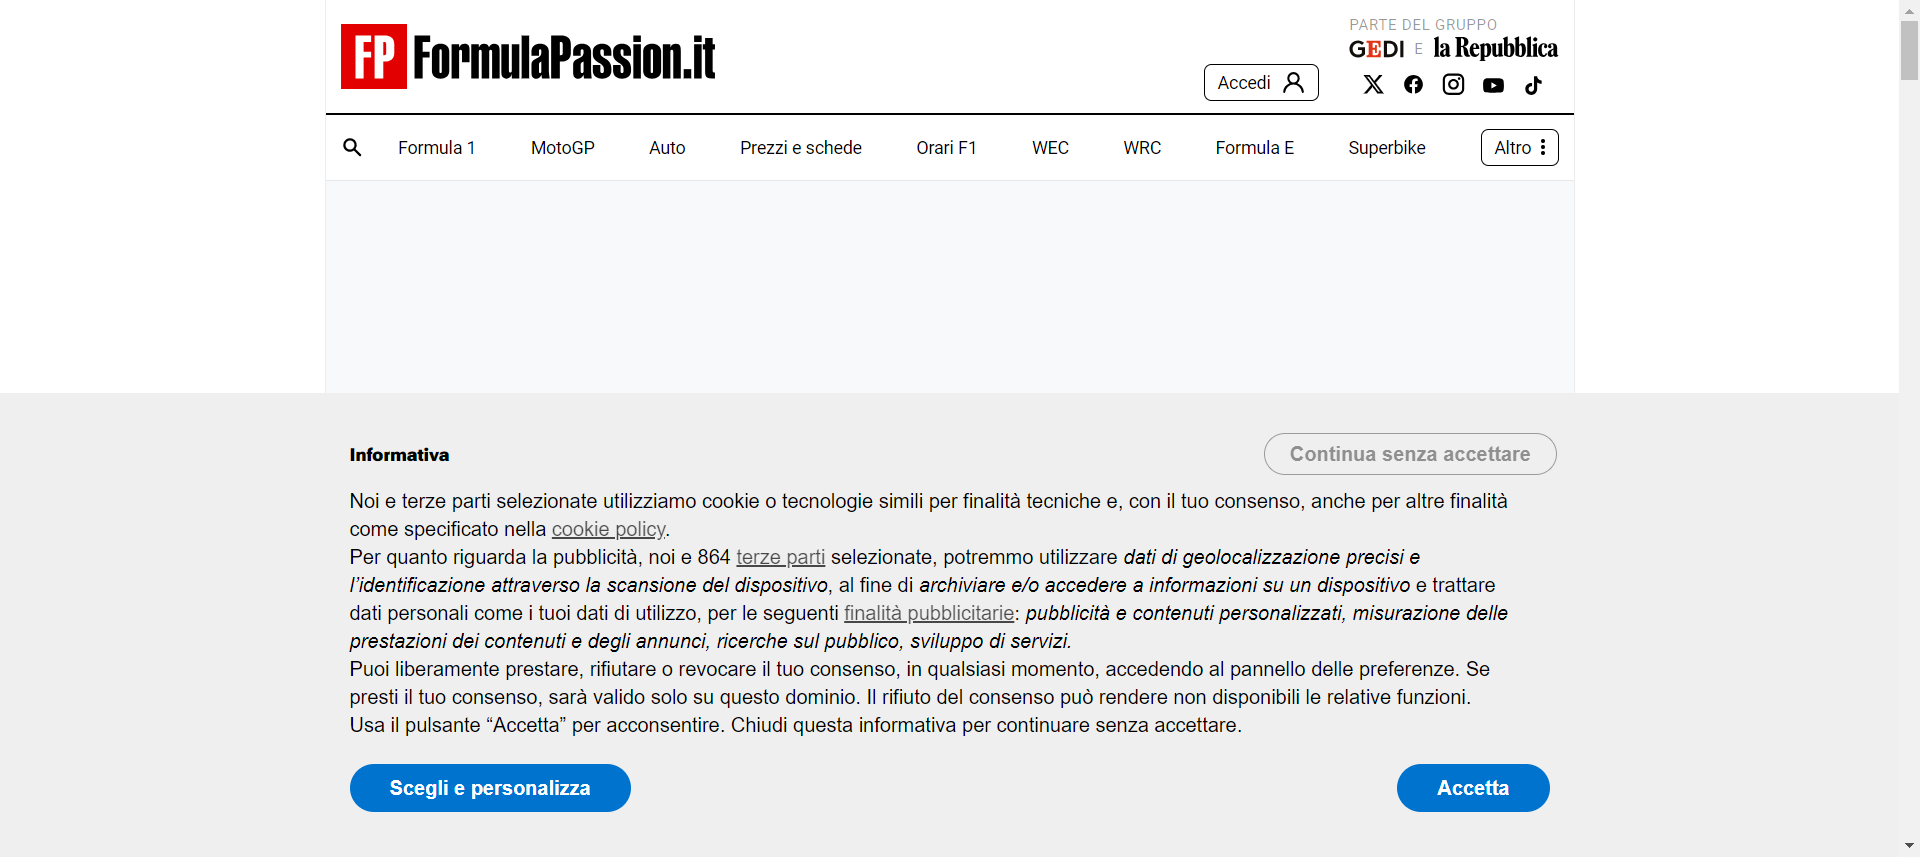 FP FormulaPassion.it
PARTE DEL GRUPPO
GEDI E la Repubblica
Accedi
Formula 1 MotoGP Auto Prezzi e schede Orari F1 WEC WRC Formula E Superbike Altro
Informativa
Continua senza accettare
Noi e terze parti selezionate utilizziamo cookie o tecnologie simili per finalità tecniche e, con il tuo consenso, anche per altre finalità
come specificato nella cookie policy.
Per quanto riguarda la pubblicità, noi e 864 terze parti selezionate, potremmo utilizzare dati di geolocalizzazione precisi e
l’identificazione attraverso la scansione del dispositivo, al fine di archiviare e/o accedere a informazioni su un dispositivo e trattare
dati personali come i tuoi dati di utilizzo, per le seguenti finalità pubblicitarie: pubblicità e contenuti personalizzati, misurazione delle
prestazioni dei contenuti e degli annunci, ricerche sul pubblico, sviluppo di servizi.
Puoi liberamente prestare, rifiutare o revocare il tuo consenso, in qualsiasi momento, accedendo al pannello delle preferenze. Se
presti il tuo consenso, sarà valido solo su questo dominio. Il rifiuto del consenso può rendere non disponibili le relative funzioni.
Usa il pulsante “Accetta” per acconsentire. Chiudi questa informativa per continuare senza accettare.
Scegli e personalizza
Accetta